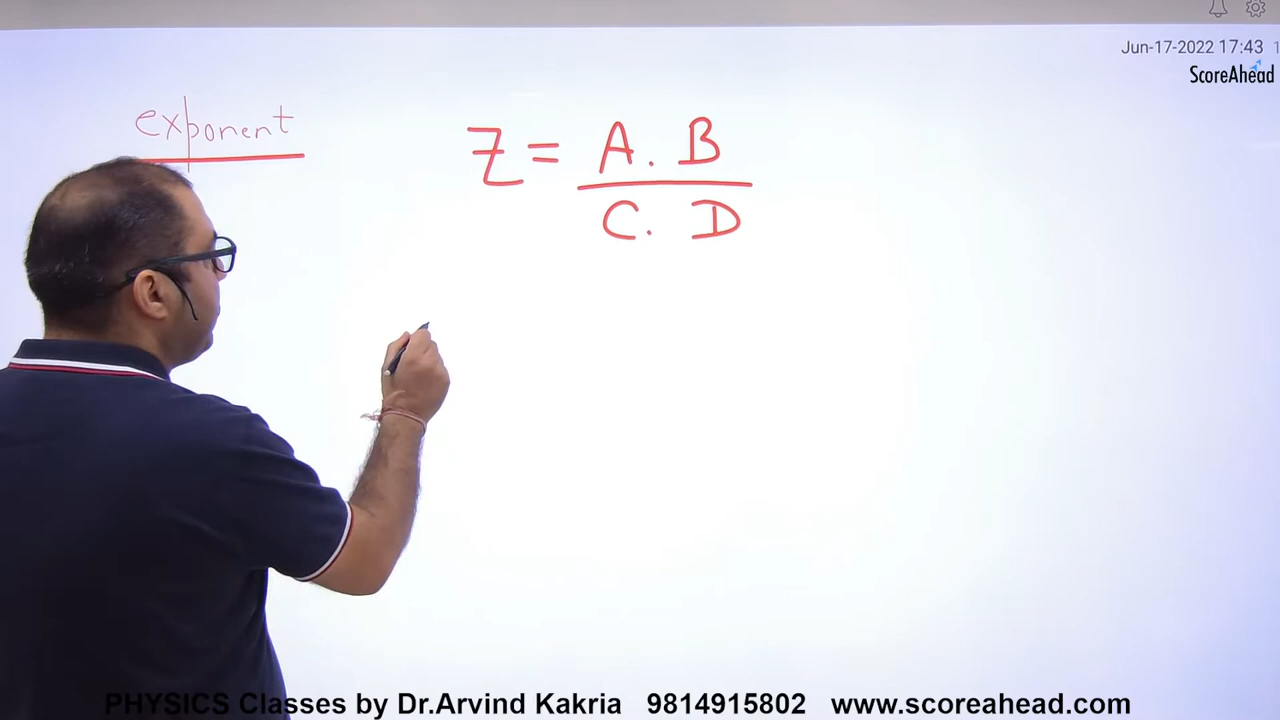 Jun-17-2022 17:43
ScoreAhead
exponent
Z = A . B
C . D
PHYSICS Classes by Dr.Arvind Kakria 9814915802 www.scoreahead.com